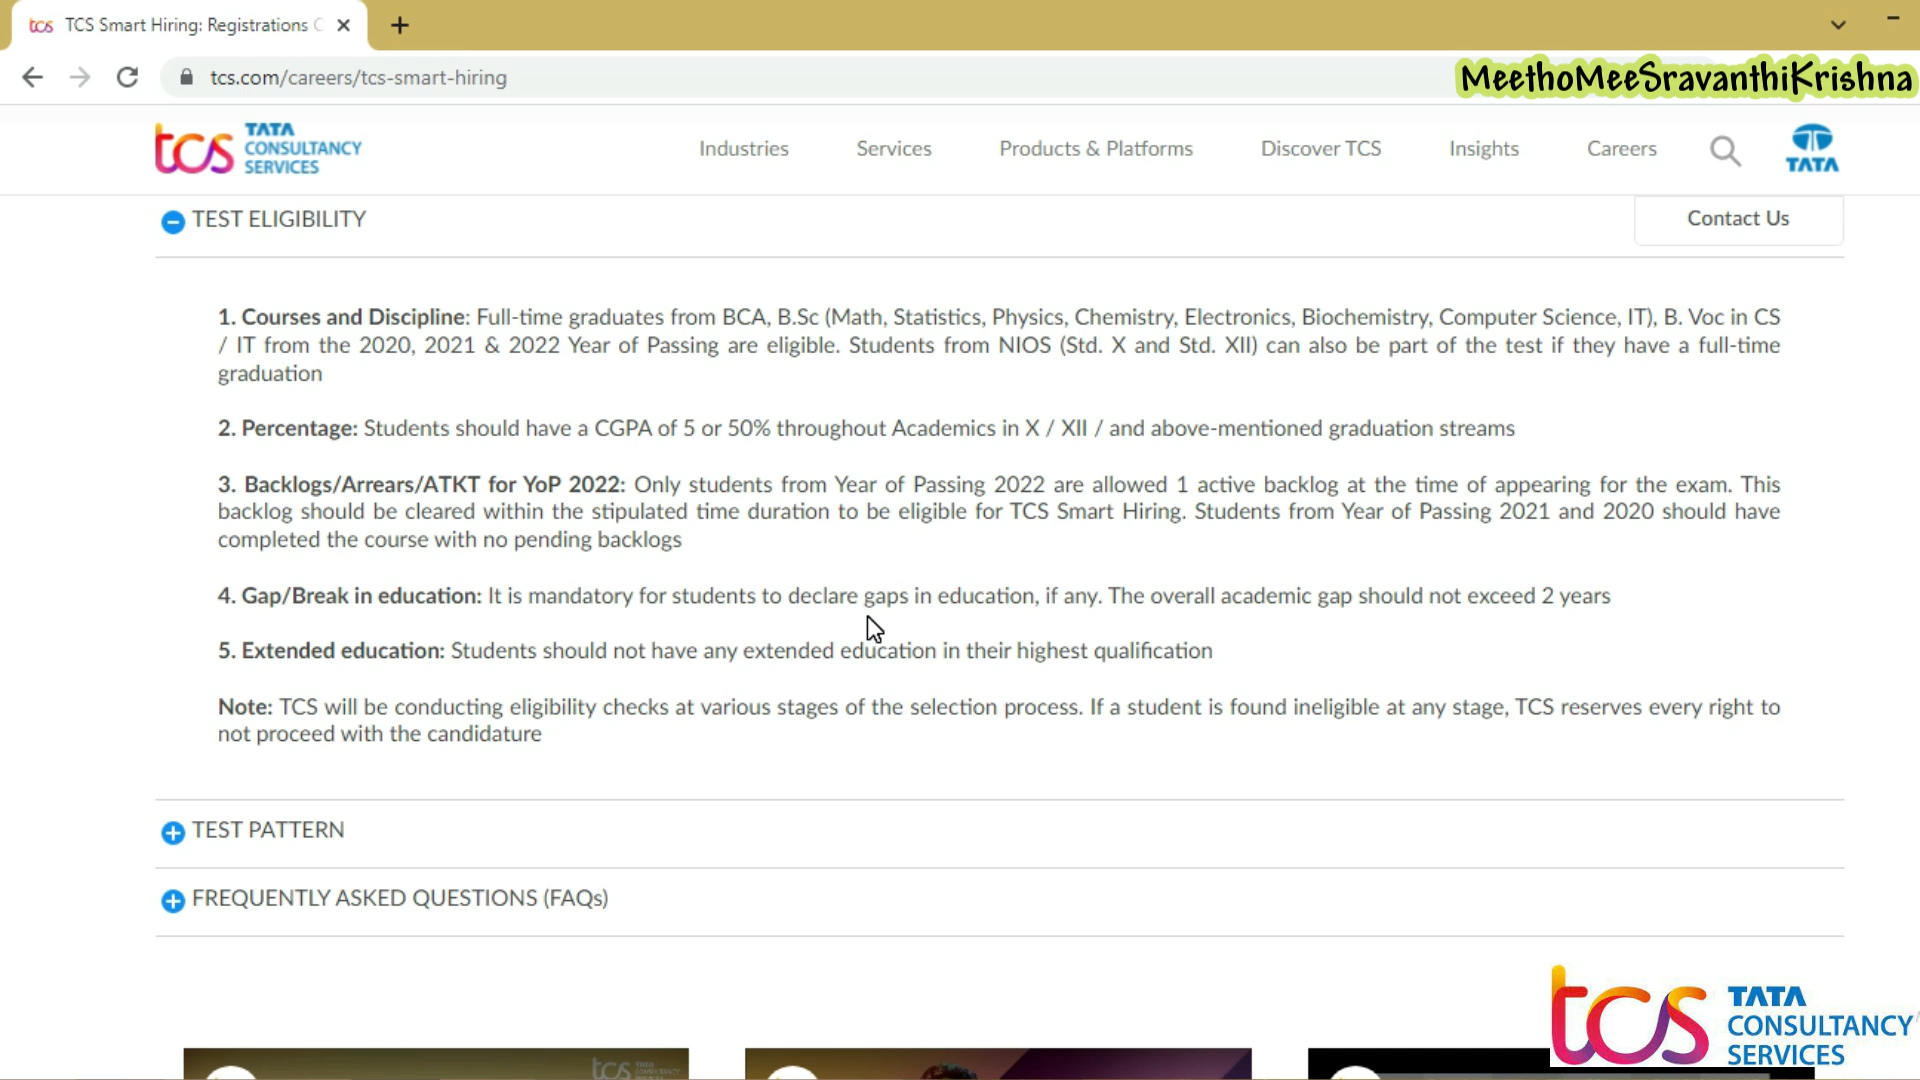 tcs TCS Smart Hiring: Registrations
tcs.com/careers/tcs-smart-hiring
MeethoMeeSravanthiKrishna
tcs TATA
CONSULTANCY
SERVICES
Industries Services Products & Platforms Discover TCS Insights Careers
TATA
TEST ELIGIBILITY
Contact Us
1. Courses and Discipline: Full-time graduates from BCA, B.Sc (Math, Statistics, Physics, Chemistry, Electronics, Biochemistry, Computer Science, IT), B. Voc in CS
/ IT from the 2020, 2021 & 2022 Year of Passing are eligible. Students from NIOS (Std. X and Std. XII) can also be part of the test if they have a full-time
graduation
2. Percentage: Students should have a CGPA of 5 or 50% throughout Academics in X / XII / and above-mentioned graduation streams
3. Backlogs/Arrears/ATKT for YoP 2022: Only students from Year of Passing 2022 are allowed 1 active backlog at the time of appearing for the exam. This
backlog should be cleared within the stipulated time duration to be eligible for TCS Smart Hiring. Students from Year of Passing 2021 and 2020 should have
completed the course with no pending backlogs
4. Gap/Break in education: It is mandatory for students to declare gaps in education, if any. The overall academic gap should not exceed 2 years
5. Extended education: Students should not have any extended education in their highest qualification
Note: TCS will be conducting eligibility checks at various stages of the selection process. If a student is found ineligible at any stage, TCS reserves every right to
not proceed with the candidature
TEST PATTERN
FREQUENTLY ASKED QUESTIONS (FAQs)
tcs TATA
CONSULTANCY
SERVICES
tcs TATA